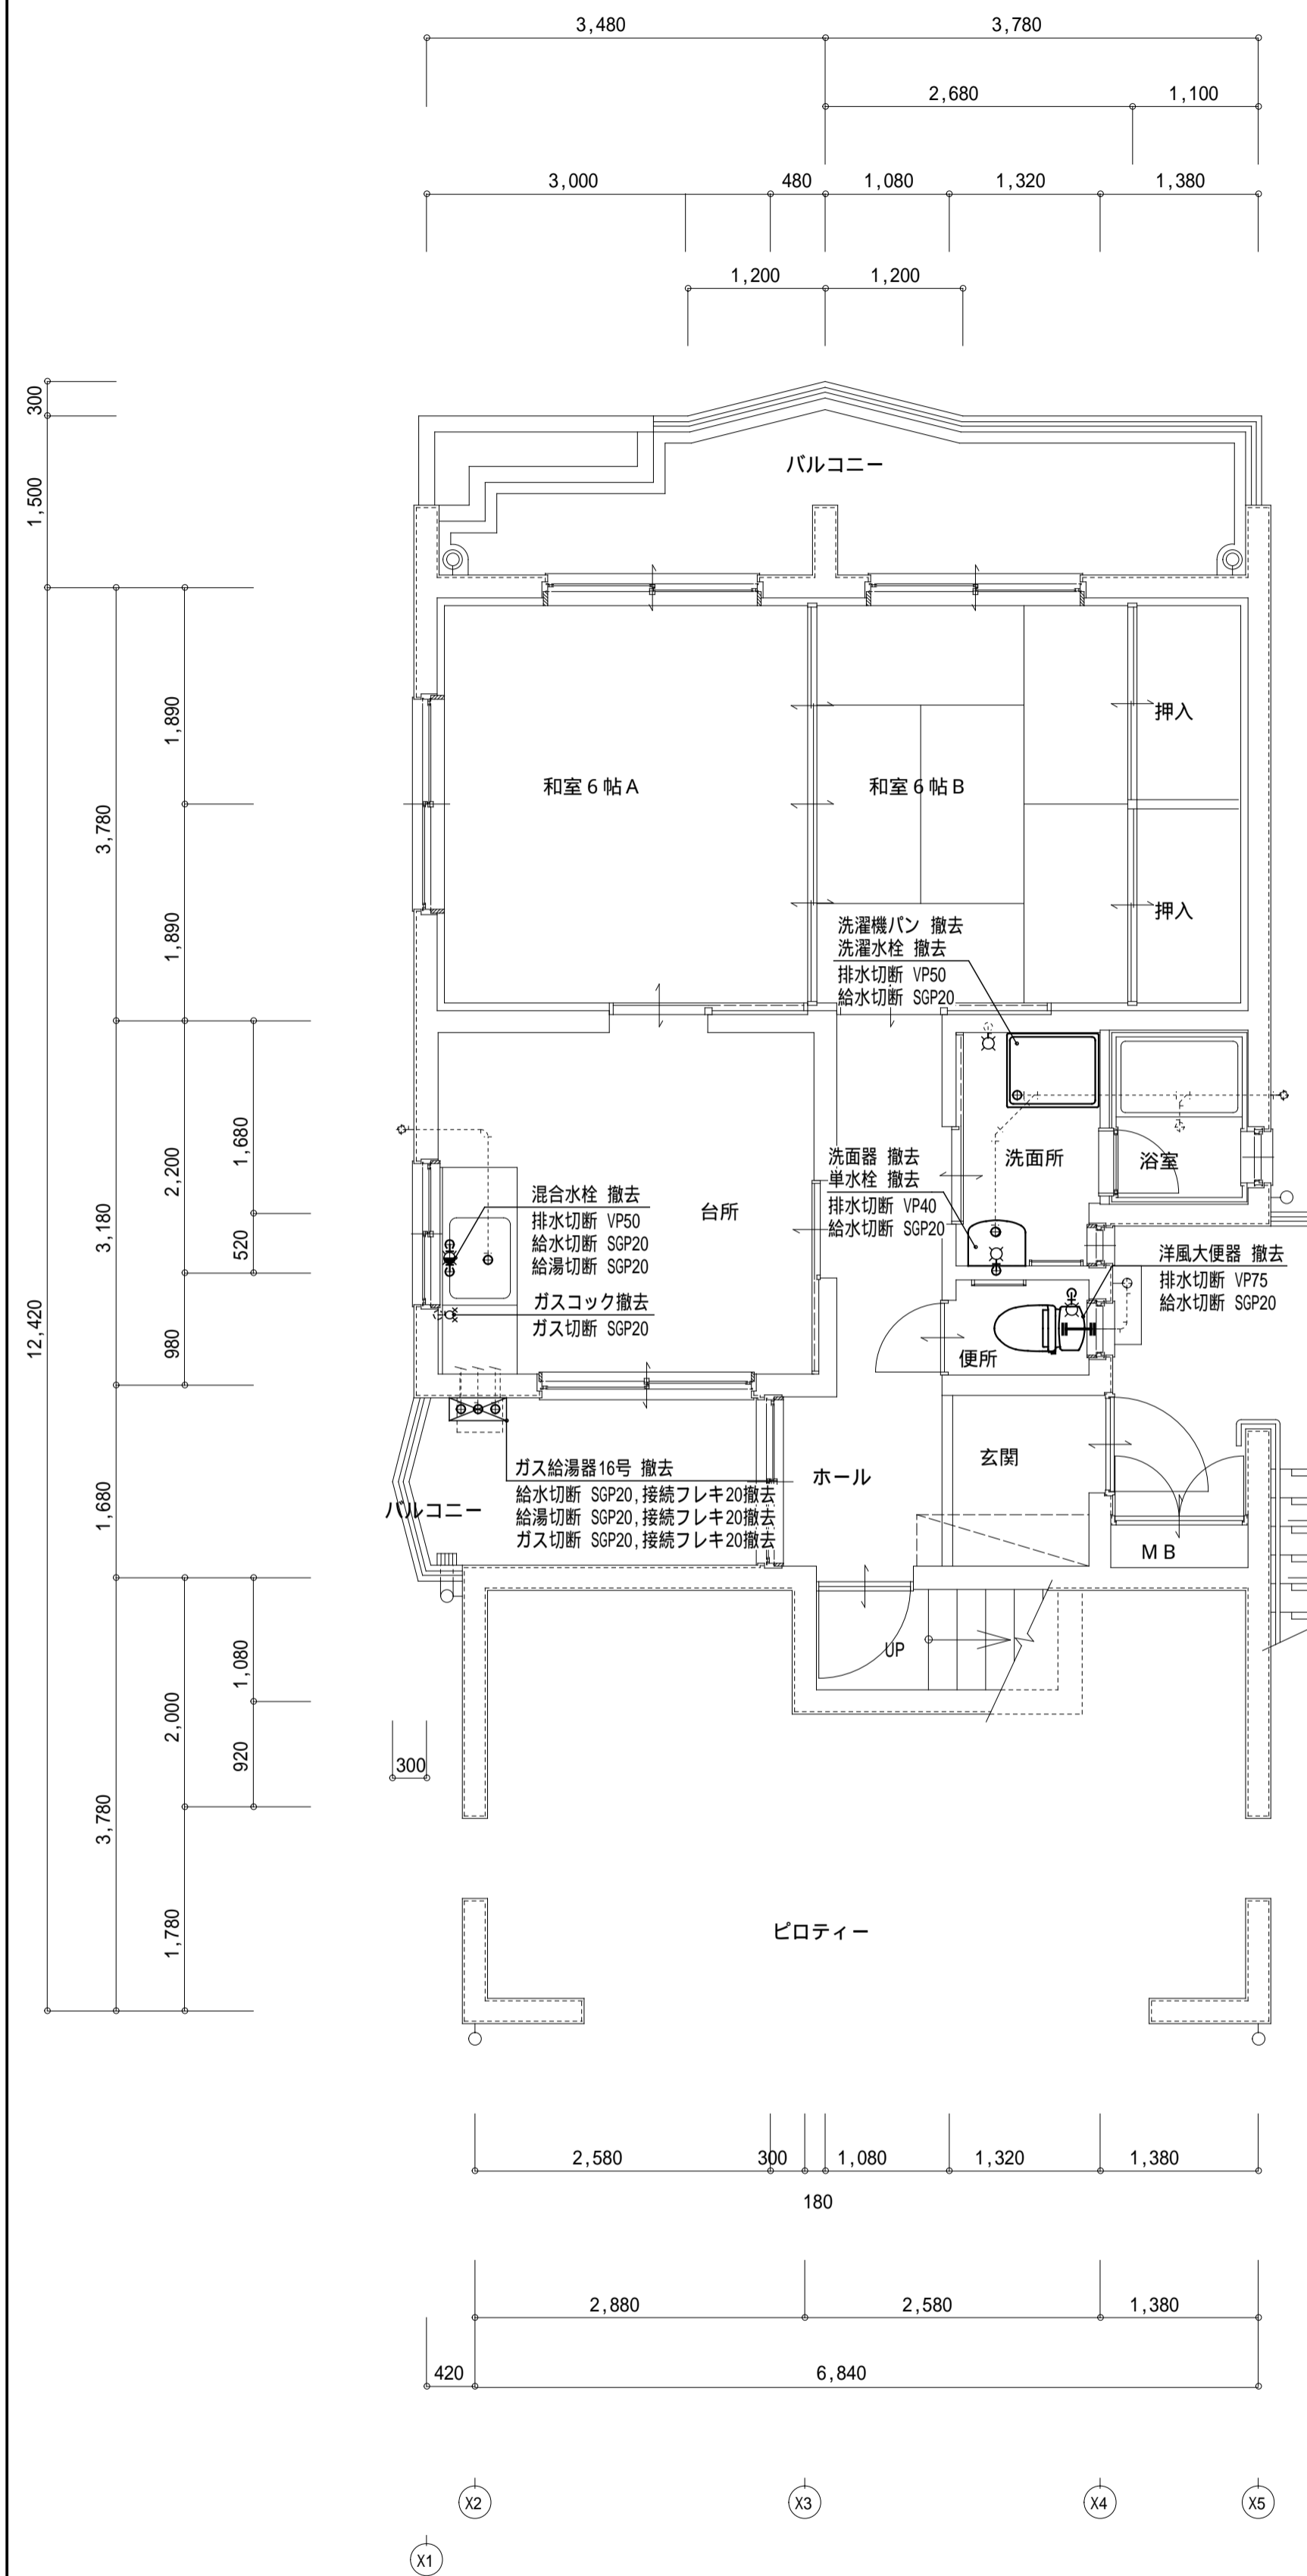 3,480
3,780
2,680
1,100
3,000
480
1,080
1,320
1,380
1,200
1,200
300
1,500
バルコニー
1,890
3,780
1,890
和室６帖Ａ
和室６帖Ｂ
押入
押入
洗濯機パン 撤去
洗濯水栓 撤去
排水切断 VP50
給水切断 SGP20
12,420
3,180
2,200
1,680
520
980
混合水栓 撤去
排水切断 VP50
給水切断 SGP20
給湯切断 SGP20
ガスコック撤去
ガス切断 SGP20
台所
洗面器 撤去
単水栓 撤去
排水切断 VP40
給水切断 SGP20
洗面所
浴室
洋風大便器 撤去
排水切断 VP75
給水切断 SGP20
便所
1,680
バルコニー
ガス給湯器16号 撤去
給水切断 SGP20,接続フレキ20撤去
給湯切断 SGP20,接続フレキ20撤去
ガス切断 SGP20,接続フレキ20撤去
ホール
玄関
ＭＢ
UP
3,780
2,000
1,080
920
1,780
300
ピロティー
2,580
300
1,080
1,320
1,380
180
2,880
2,580
1,380
420
6,840
X2
X3
X4
X5
X1